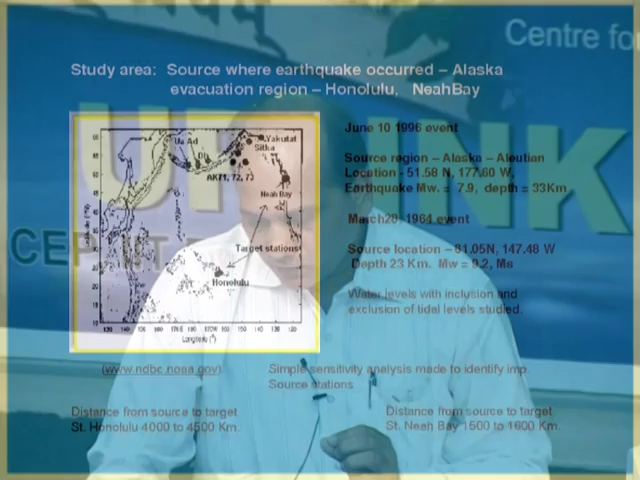 Centre for
Study area: Source where earthquake occurred – Alaska
evacuation region – Honolulu, NeahBay
June 10 1996 event
Source region – Alaska – Aleutian
Location - 51.58 N, 177.60 W,
Earthquake Mw. = 7.9, depth = 33Km
March28, 1964 event
Source location – 61.05N, 147.48 W
Depth 23 Km. Mw = 9.2, Ms
Water levels with inclusion and
exclusion of tidal levels studied.
Yakutat
Sitka
Us Ad
AK71, 72, 73
Neah Bay
Target stations
Honolulu
Longitude (°)
(www.ndbc.noaa.gov)
Simple sensitivity analysis made to identify imp
Source stations
Distance from source to target
St. Honolulu 4000 to 4500 Km.
Distance from source to target
St. Neah Bay 1500 to 1600 Km.